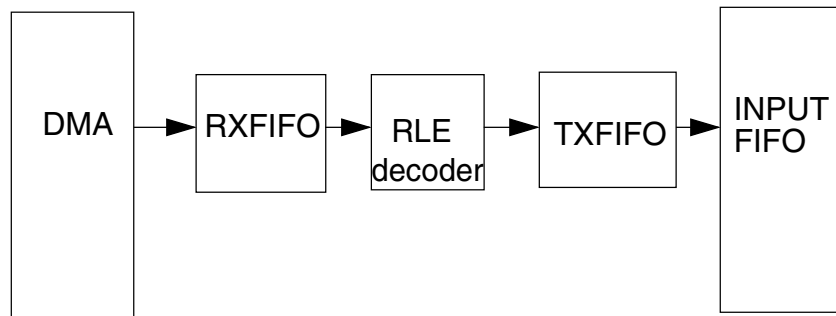 DMA
RXFIFO
RLE
decoder
TXFIFO
INPUT
FIFO